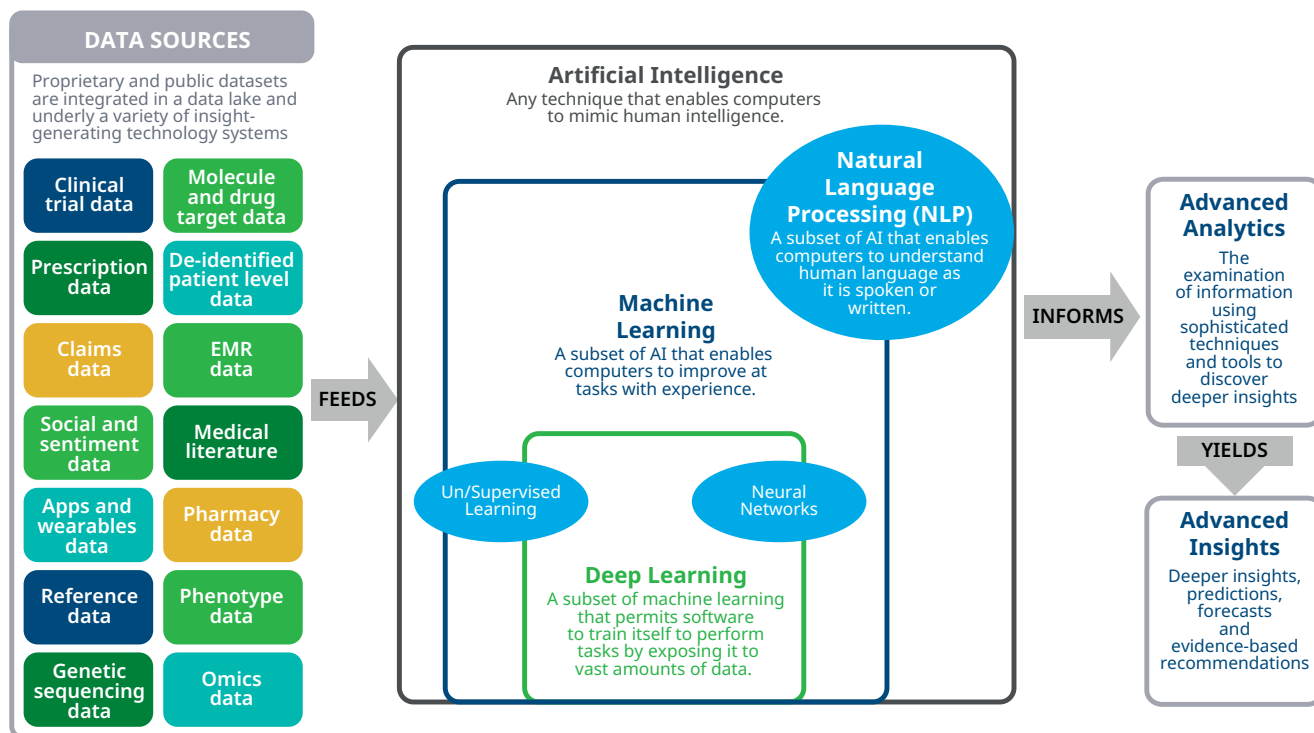 DATA SOURCES
Proprietary and public datasets
are integrated in a data lake and
underly a variety of insight-
generating technology systems
Clinical
trial data
Molecule
and drug
target data
Prescription
data
De-identified
patient level
data
Claims
data
EMR
data
Social and
sentiment
data
Medical
literature
Apps and
wearables
data
Pharmacy
data
Reference
data
Phenotype
data
Genetic
sequencing
data
Omics
data
FEEDS
Artificial Intelligence
Any technique that enables computers
to mimic human intelligence.
Natural
Language
Processing (NLP)
A subset of AI that enables
computers to understand
human language as
it is spoken or
written.
Machine
Learning
A subset of AI that enables
computers to improve at
tasks with experience.
Un/Supervised
Learning
Neural
Networks
Deep Learning
A subset of machine learning
that permits software
to train itself to perform
tasks by exposing it to
vast amounts of data.
INFORMS
Advanced
Analytics
The
examination
of information
using
sophisticated
techniques
and tools to
discover
deeper insights
YIELDS
Advanced
Insights
Deeper insights,
predictions,
forecasts
and
evidence-based
recommendations